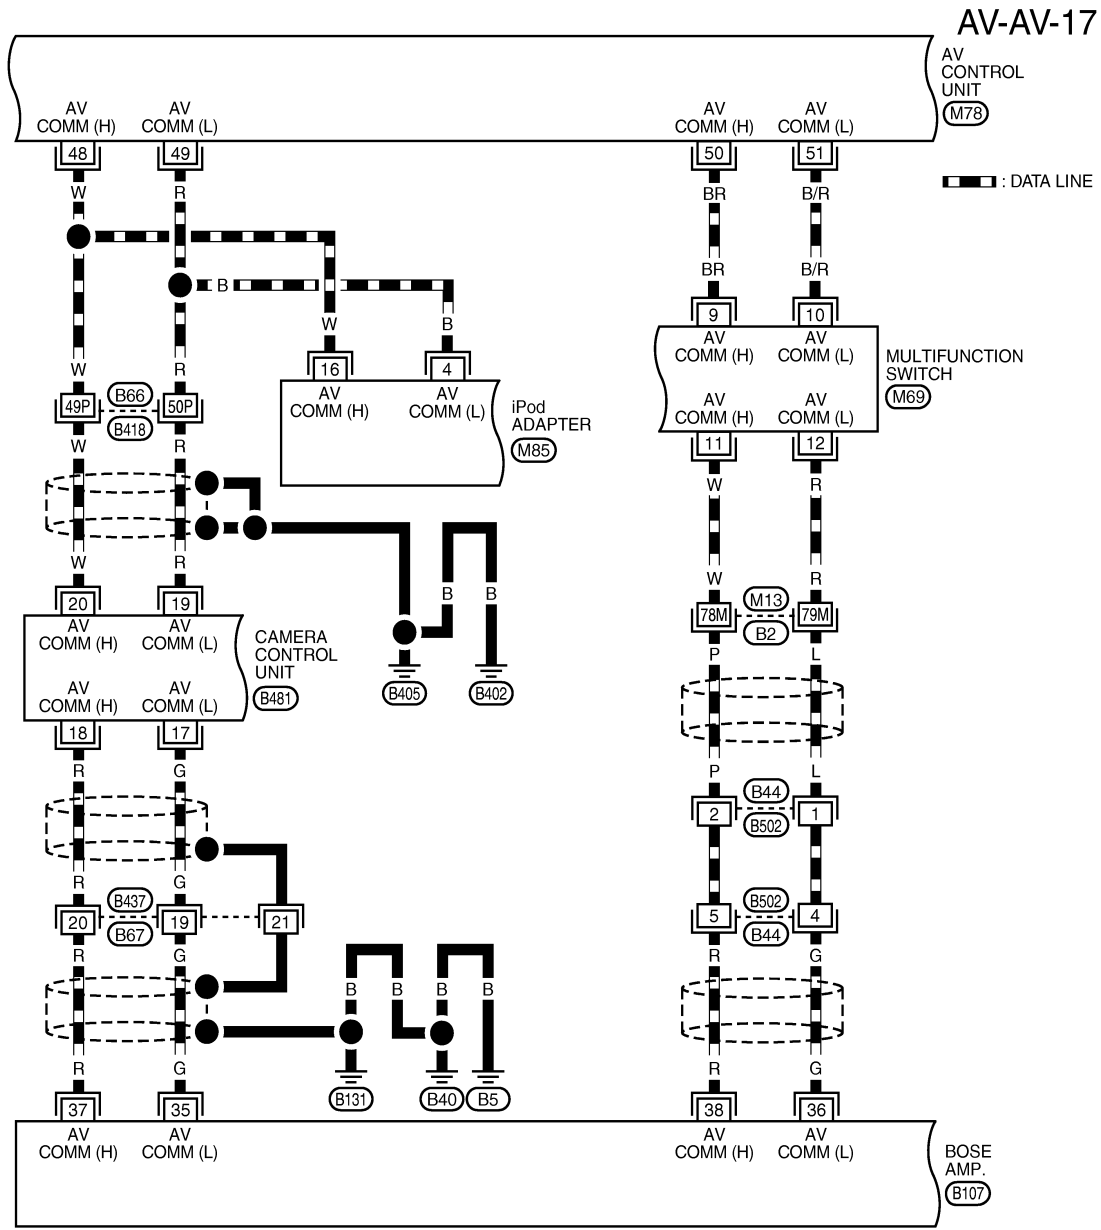 AV-AV-17
AV
CONTROL
UNIT
M78
AV
COMM (H)
AV
COMM (L)
AV
COMM (H)
AV
COMM (L)
48
49
50
51
: DATA LINE
W
R
BR
B/R
B
BR
B/R
W
B
9
10
W
R
16
4
AV
COMM (H)
AV
COMM (L)
MULTIFUNCTION
SWITCH
M69
AV
COMM (H)
AV
COMM (L)
11
12
49P
B66
B418
50P
AV
COMM (H)
AV
COMM (L)
iPod
ADAPTER
M85
W
R
W
R
W
R
W
R
20
19
B
B
78M
M13
B2
79M
AV
COMM (H)
AV
COMM (L)
CAMERA
CONTROL
UNIT
B481
P
L
AV
COMM (H)
AV
COMM (L)
B405
B402
18
17
R
G
P
L
2
B44
B502
1
R
G
20
B437
B67
19
21
5
B502
B44
4
R
G
R
G
B
B
B
B
R
G
R
G
B131
B40
B5
37
35
38
36
AV
COMM (H)
AV
COMM (L)
AV
COMM (H)
AV
COMM (L)
BOSE
AMP.
B107